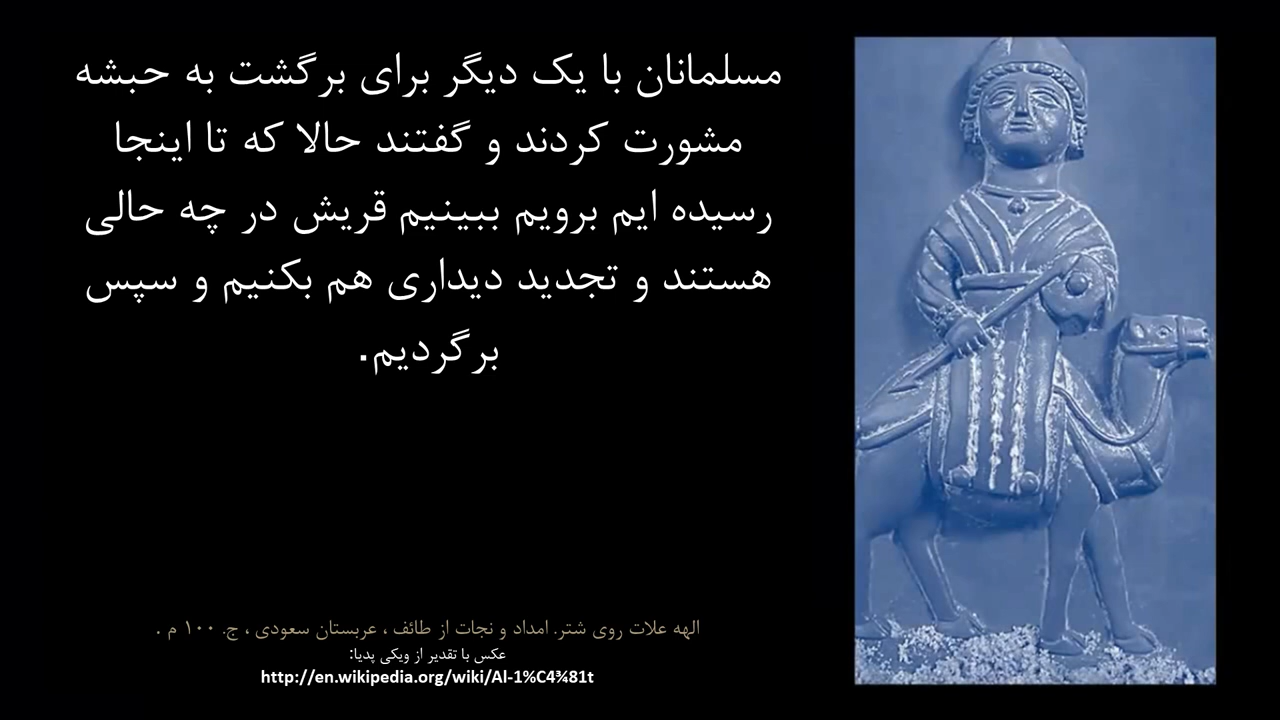 مسلمانان با یک دیگر برای برگشت به حبشه
مشورت کردند و گفتند حالا که تا اینجا
رسیده ایم برویم ببینیم قریش در چه حالی
هستند و تجدید دیداری هم بکنیم و سپس
برگردیم.
الهه علات روی شتر. امداد و نجات از طائف ، عربستان سعودی ، ج. ۱۰۰ م .
عکس با تقدیر از ویکی پدیا:
http://en.wikipedia.org/wiki/Al-1%C4¾81t